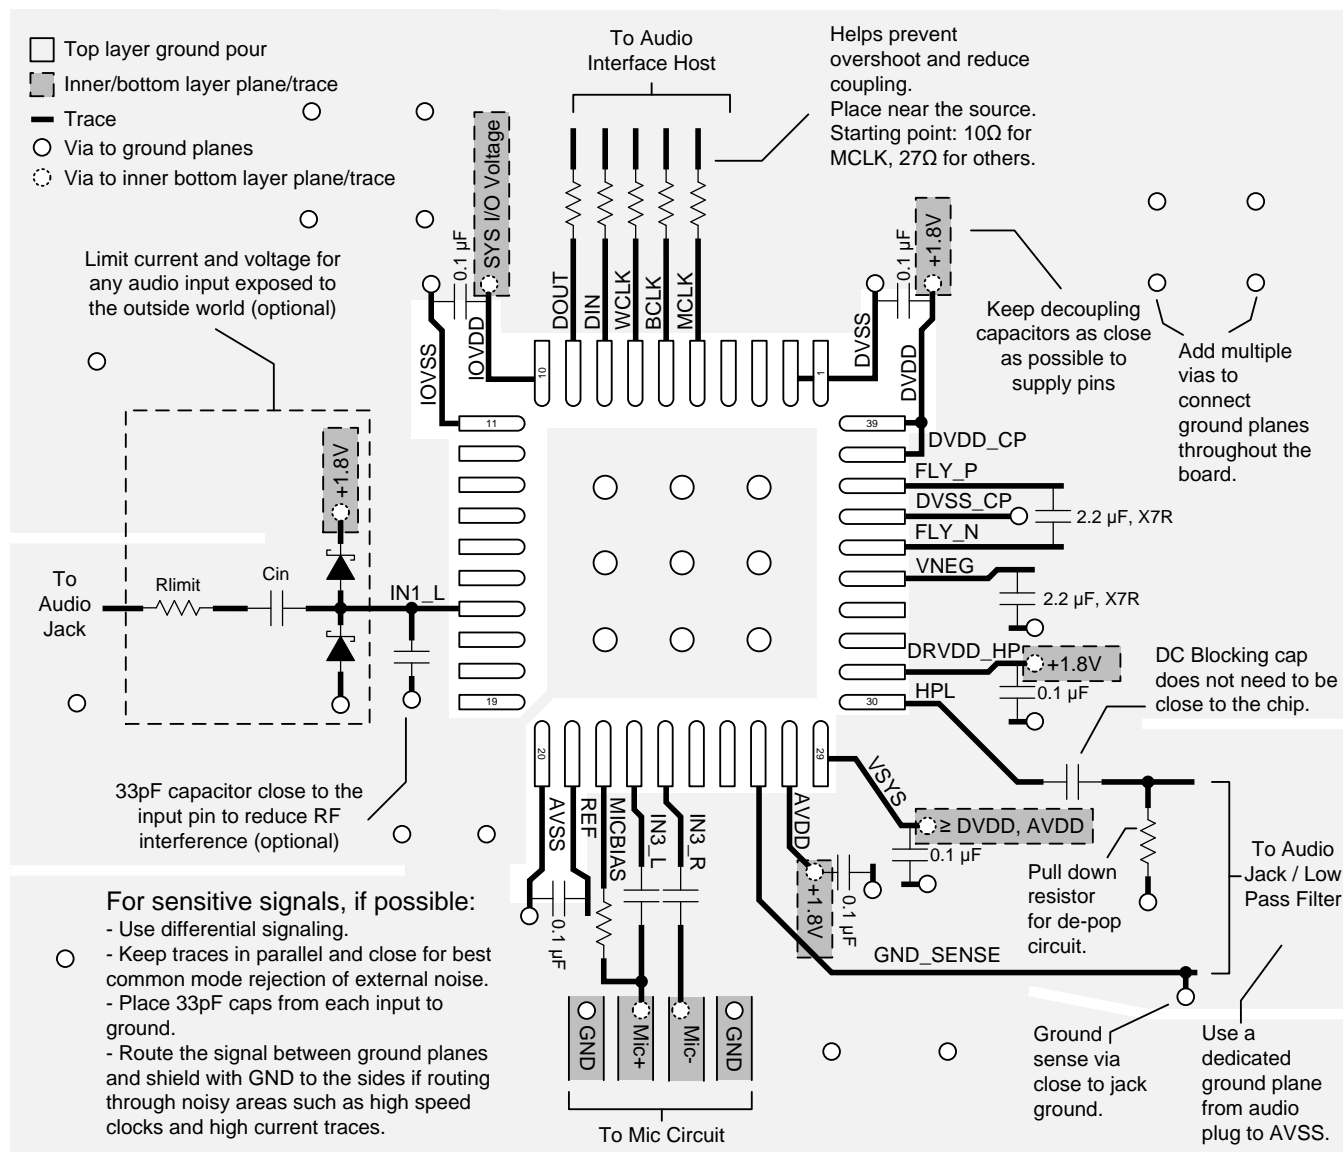 Top layer ground pour
Inner/bottom layer plane/trace
Trace
Via to ground planes
Via to inner bottom layer plane/trace
To Audio
Interface Host
Helps prevent
overshoot and reduce
coupling.
Place near the source.
Starting point: 10Ω for
MCLK, 27Ω for others.
SYS I/O Voltage
0.1 µF
IOVSS
IOVDD
DOUT
DIN
WCLK
BCLK
MCLK
DVSS
0.1 µF
+1.8V
DVDD
Keep decoupling
capacitors as close
as possible to
supply pins
Add multiple
vias to
connect
ground planes
throughout the
board.
Limit current and voltage for
any audio input exposed to
the outside world (optional)
10
1
11
39
DVDD_CP
FLY_P
DVSS_CP
2.2 µF, X7R
FLY_N
VNEG
2.2 µF, X7R
+1.8V
To
Audio
Jack
Rlimit
Cin
IN1_L
DRVDD_HP
+1.8V
0.1 µF
HPL
19
30
DC Blocking cap
does not need to be
close to the chip.
20
29
33pF capacitor close to the
input pin to reduce RF
interference (optional)
AVSS
REF
MICBIAS
IN3_L
IN3_R
AVDD
VSYS
≥ DVDD, AVDD
0.1 µF
0.1 µF
+1.8V
0.1 µF
Pull down
resistor
for de-pop
circuit.
To Audio
Jack / Low
Pass Filter
GND_SENSE
For sensitive signals, if possible:
- Use differential signaling.
- Keep traces in parallel and close for best
common mode rejection of external noise.
- Place 33pF caps from each input to
ground.
- Route the signal between ground planes
and shield with GND to the sides if routing
through noisy areas such as high speed
clocks and high current traces.
GND
Mic+
Mic-
GND
To Mic Circuit
Ground
sense via
close to jack
ground.
Use a
dedicated
ground plane
from audio
plug to AVSS.